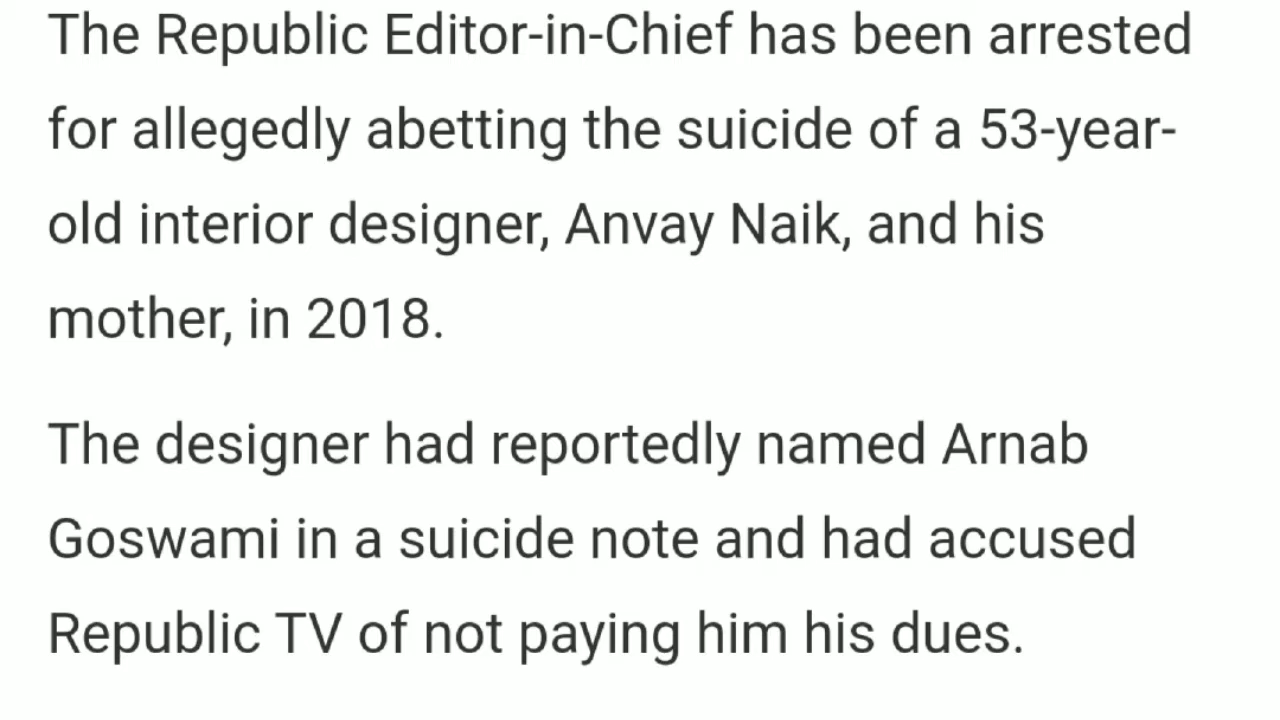 The Republic Editor-in-Chief has been arrested
for allegedly abetting the suicide of a 53-year-
old interior designer, Anvay Naik, and his
mother, in 2018.
The designer had reportedly named Arnab
Goswami in a suicide note and had accused
Republic TV of not paying him his dues.